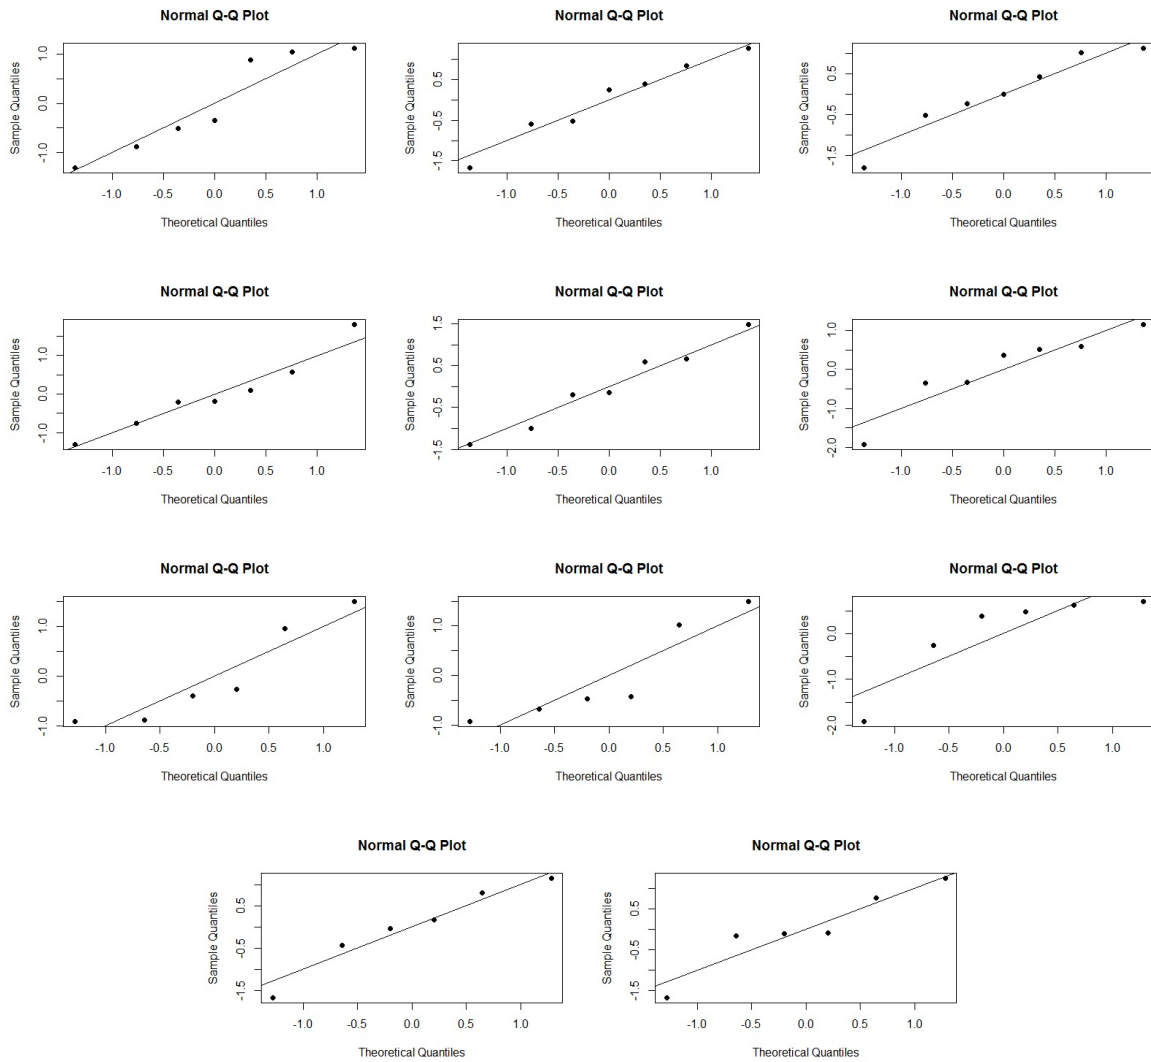 Normal Q-Q Plot
Sample Quantiles
1.0
0.0
-1.0
-1.0 -0.5 0.0 0.5 1.0
Theoretical Quantiles
Normal Q-Q Plot
Sample Quantiles
0.5
-0.5
-1.5
-1.0 -0.5 0.0 0.5 1.0
Theoretical Quantiles
Normal Q-Q Plot
Sample Quantiles
0.5
-0.5
-1.5
-1.0 -0.5 0.0 0.5 1.0
Theoretical Quantiles
Normal Q-Q Plot
Sample Quantiles
1.0
0.0
-1.0
-1.0 -0.5 0.0 0.5 1.0
Theoretical Quantiles
Normal Q-Q Plot
Sample Quantiles
1.5
0.5
-0.5
-1.5
-1.0 -0.5 0.0 0.5 1.0
Theoretical Quantiles
Normal Q-Q Plot
Sample Quantiles
1.0
0.0
-1.0
-2.0
-1.0 -0.5 0.0 0.5 1.0
Theoretical Quantiles
Normal Q-Q Plot
Sample Quantiles
1.0
0.0
-1.0
-1.0 -0.5 0.0 0.5 1.0
Theoretical Quantiles
Normal Q-Q Plot
Sample Quantiles
1.0
0.0
-1.0
-1.0 -0.5 0.0 0.5 1.0
Theoretical Quantiles
Normal Q-Q Plot
Sample Quantiles
0.0
-1.0
-2.0
-1.0 -0.5 0.0 0.5 1.0
Theoretical Quantiles
Normal Q-Q Plot
Sample Quantiles
0.5
-0.5
-1.5
-1.0 -0.5 0.0 0.5 1.0
Theoretical Quantiles
Normal Q-Q Plot
Sample Quantiles
0.5
-0.5
-1.5
-1.0 -0.5 0.0 0.5 1.0
Theoretical Quantiles